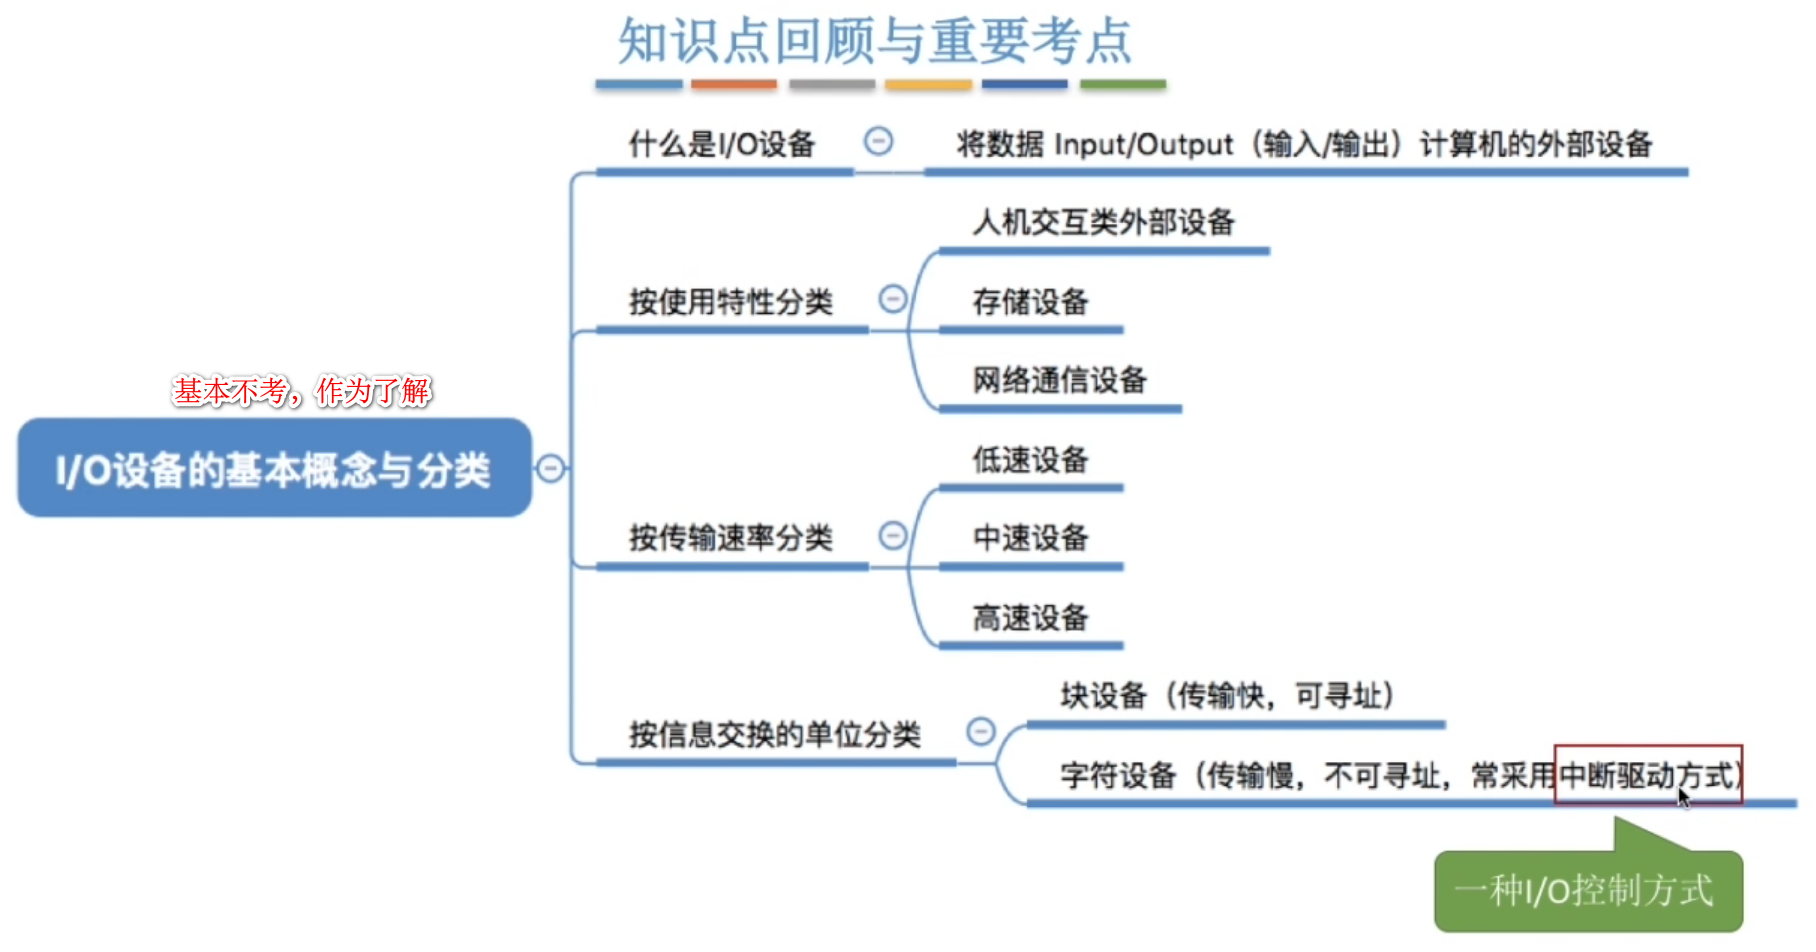 知识点回顾与重要考点
什么是I/O设备
将数据 Input/Output（输入/输出）计算机的外部设备
按使用特性分类
人机交互类外部设备
存储设备
网络通信设备
基本不考，作为了解
I/O设备的基本概念与分类
按传输速率分类
低速设备
中速设备
高速设备
按信息交换的单位分类
块设备（传输快，可寻址）
字符设备（传输慢，不可寻址，常采用中断驱动方式）
一种I/O控制方式